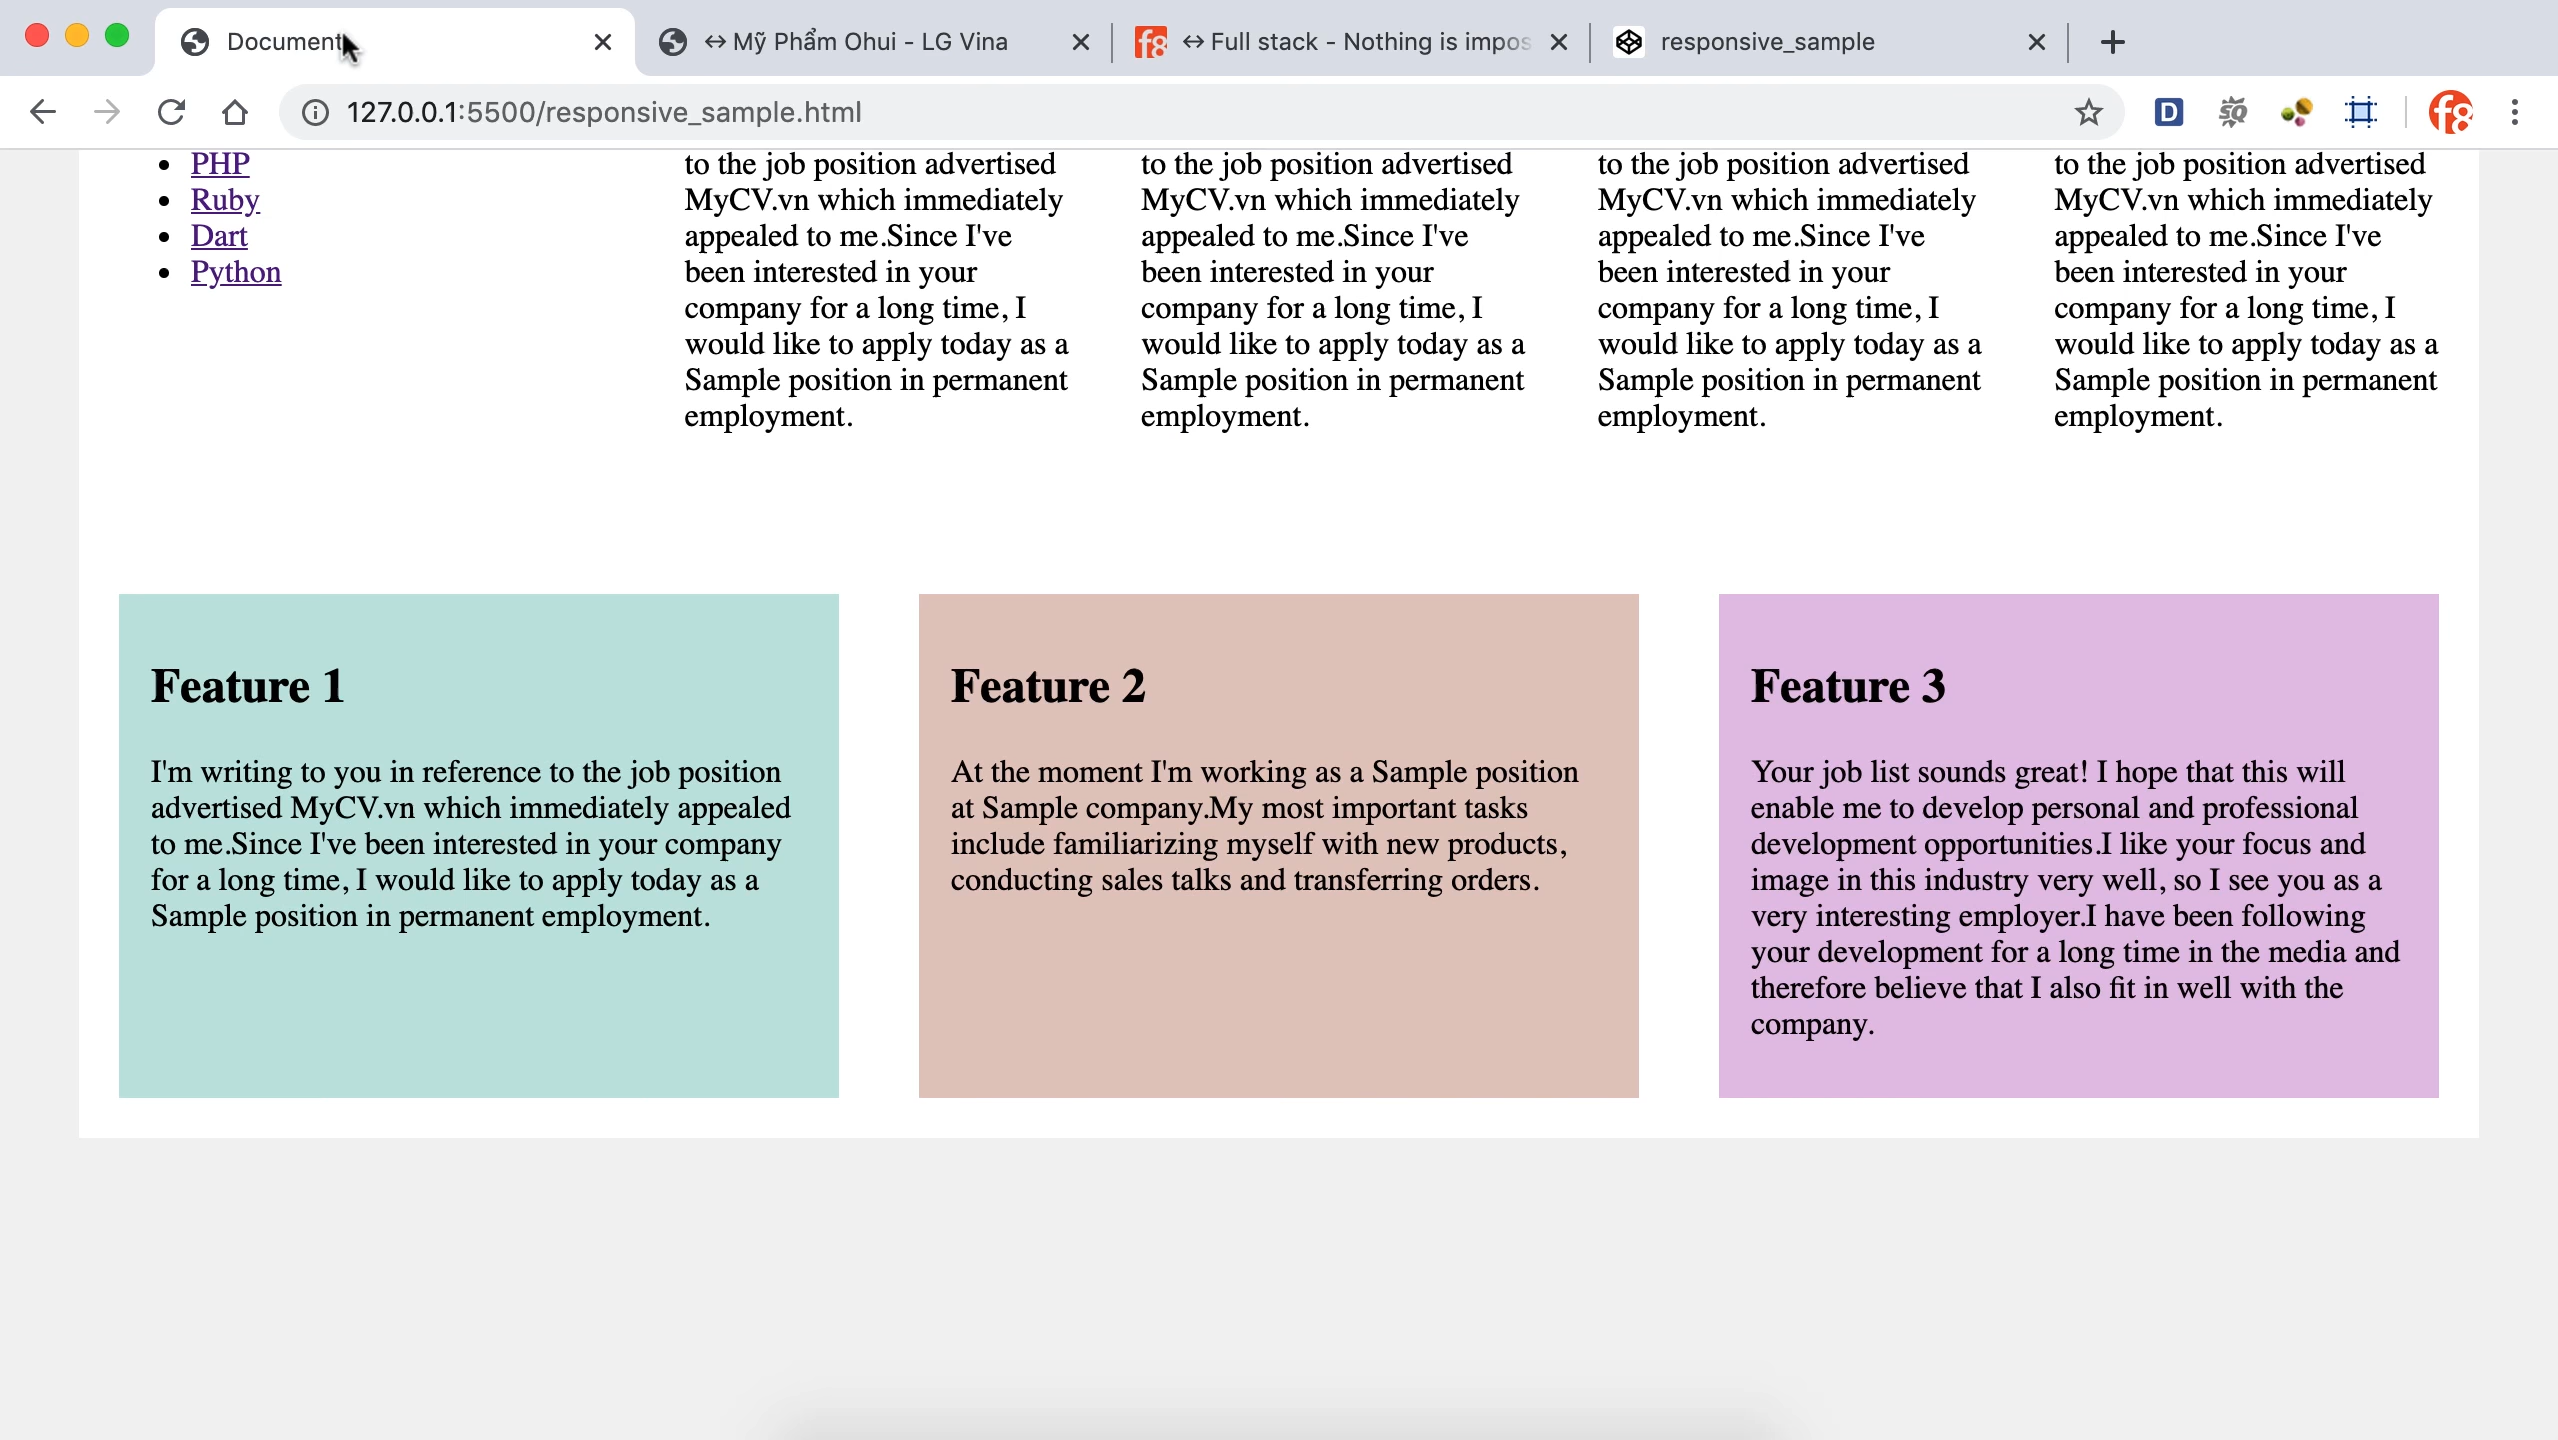 Document
↔ Mỹ Phẩm Ohui - LG Vina
f8
↔ Full stack - Nothing is impos
responsive_sample
127.0.0.1:5500/responsive_sample.html
D
SQ
f8
PHP
Ruby
Dart
Python
to the job position advertised
MyCV.vn which immediately
appealed to me.Since I've
been interested in your
company for a long time, I
would like to apply today as a
Sample position in permanent
employment.
to the job position advertised
MyCV.vn which immediately
appealed to me.Since I've
been interested in your
company for a long time, I
would like to apply today as a
Sample position in permanent
employment.
to the job position advertised
MyCV.vn which immediately
appealed to me.Since I've
been interested in your
company for a long time, I
would like to apply today as a
Sample position in permanent
employment.
to the job position advertised
MyCV.vn which immediately
appealed to me.Since I've
been interested in your
company for a long time, I
would like to apply today as a
Sample position in permanent
employment.
Feature 1
I'm writing to you in reference to the job position
advertised MyCV.vn which immediately appealed
to me.Since I've been interested in your company
for a long time, I would like to apply today as a
Sample position in permanent employment.
Feature 2
At the moment I'm working as a Sample position
at Sample company.My most important tasks
include familiarizing myself with new products,
conducting sales talks and transferring orders.
Feature 3
Your job list sounds great! I hope that this will
enable me to develop personal and professional
development opportunities.I like your focus and
image in this industry very well, so I see you as a
very interesting employer.I have been following
your development for a long time in the media and
therefore believe that I also fit in well with the
company.